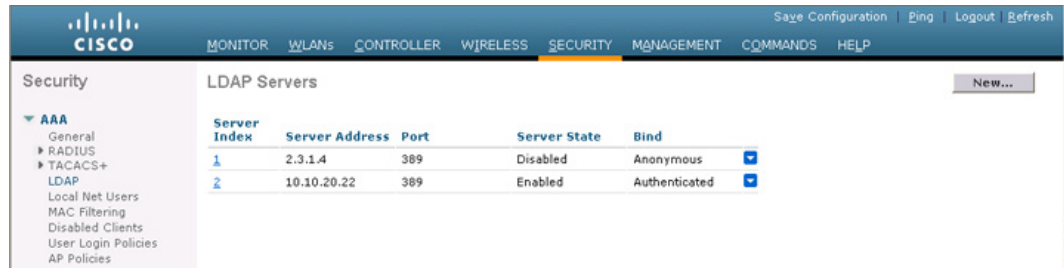 Save Configuration | Ping | Logout | Refresh
CISCO
MONITOR WLANs CONTROLLER WIRELESS SECURITY MANAGEMENT COMMANDS HELP
Security
AAA
General
RADIUS
TACACS+
LDAP
Local Net Users
MAC Filtering
Disabled Clients
User Login Policies
AP Policies
LDAP Servers
New...
Server Index Server Address Port Server State Bind
1 2.3.1.4 389 Disabled Anonymous
2 10.10.20.22 389 Enabled Authenticated